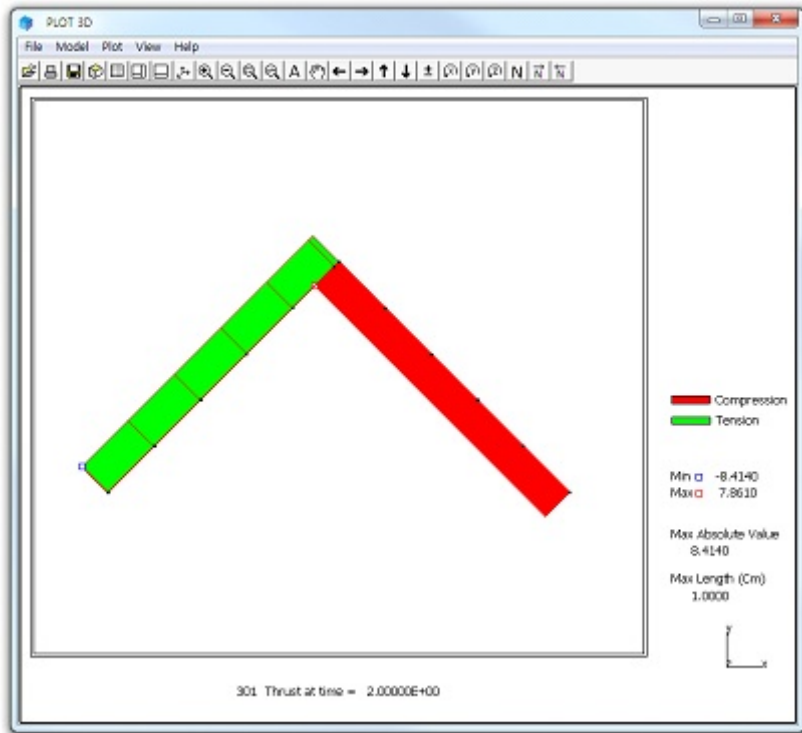 PLOT 3D
File Model Plot View Help
A
N
Compression
Tension
Min -8.4140
Max 7.8610
Max Absolute Value
8.4140
Max Length (Cm)
1.0000
y
z x
301 Thrust at time = 2.00000E+00